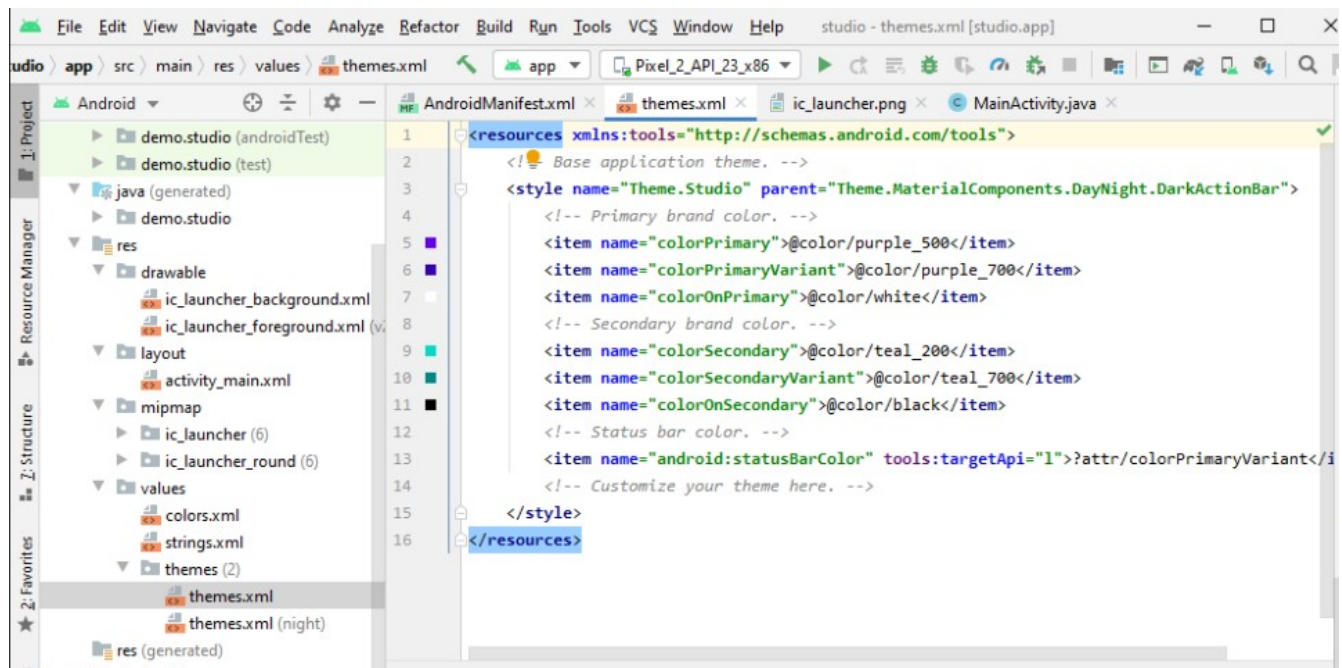 File Edit View Navigate Code Analyze Refactor Build Run Tools VCS Window Help studio - themes.xml [studio.app]
udio app src main res values themes.xml app Pixel_2_API_23_x86
1: Project
Resource Manager
7: Structure
2: Favorites
Android
demo.studio (androidTest)
demo.studio (test)
java (generated)
demo.studio
res
drawable
ic_launcher_background.xml
ic_launcher_foreground.xml (v
layout
activity_main.xml
mipmap
ic_launcher (6)
ic_launcher_round (6)
values
colors.xml
strings.xml
themes (2)
themes.xml
themes.xml (night)
res (generated)
AndroidManifest.xml themes.xml ic_launcher.png MainActivity.java
1 <resources xmlns:tools="http://schemas.android.com/tools">
2 <!-- Base application theme. -->
3 <style name="Theme.Studio" parent="Theme.MaterialComponents.DayNight.DarkActionBar">
4 <!-- Primary brand color. -->
5 <item name="colorPrimary">@color/purple_500</item>
6 <item name="colorPrimaryVariant">@color/purple_700</item>
7 <item name="colorOnPrimary">@color/white</item>
8 <!-- Secondary brand color. -->
9 <item name="colorSecondary">@color/teal_200</item>
10 <item name="colorSecondaryVariant">@color/teal_700</item>
11 <item name="colorOnSecondary">@color/black</item>
12 <!-- Status bar color. -->
13 <item name="android:statusBarColor" tools:targetApi="l">?attr/colorPrimaryVariant</i
14 <!-- Customize your theme here. -->
15 </style>
16 </resources>